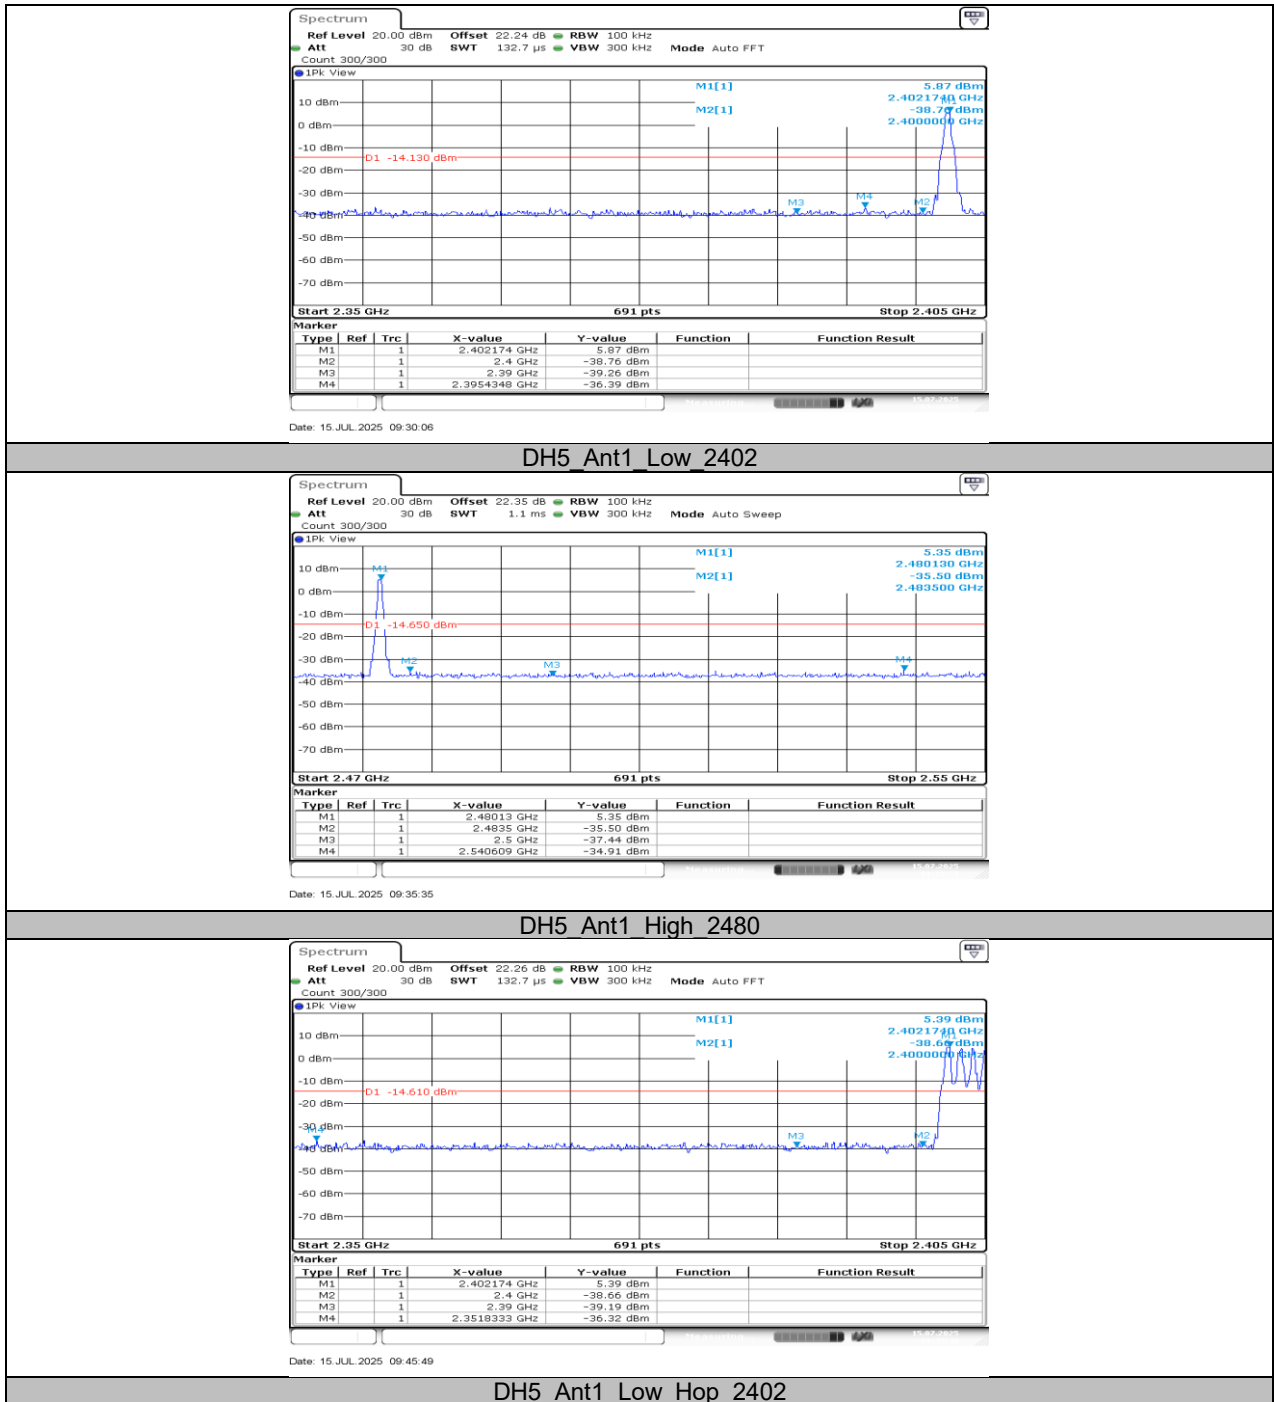 Spectrum
Ref Level 20.00 dBm Offset 22.24 dB RBW 100 kHz
Att 30 dB SWT 132.7 µs VBW 300 kHz Mode Auto FFT
Count 300/300
1Pk View
M1[1] 5.87 dBm
2.4021740 GHz
M2[1] -38.76 dBm
2.4000000 GHz
10 dBm
0 dBm
-10 dBm
D1 -14.130 dBm
-20 dBm
-30 dBm
-40 dBm
-50 dBm
-60 dBm
-70 dBm
M3 M4 M2 M1
Start 2.35 GHz 691 pts Stop 2.405 GHz
Marker
Type Ref Trc X-value Y-value Function Function Result
M1 1 2.402174 GHz 5.87 dBm
M2 1 2.4 GHz -38.76 dBm
M3 1 2.39 GHz -39.26 dBm
M4 1 2.3954348 GHz -36.39 dBm
Date: 15.JUL.2025 09:30:06
DH5_Ant1_Low_2402
Spectrum
Ref Level 20.00 dBm Offset 22.35 dB RBW 100 kHz
Att 30 dB SWT 1.1 ms VBW 300 kHz Mode Auto Sweep
Count 300/300
1Pk View
M1[1] 5.35 dBm
2.480130 GHz
M2[1] -35.50 dBm
2.483500 GHz
10 dBm
0 dBm
-10 dBm
D1 -14.650 dBm
-20 dBm
-30 dBm
-40 dBm
-50 dBm
-60 dBm
-70 dBm
M1 M2 M3 M4
Start 2.47 GHz 691 pts Stop 2.55 GHz
Marker
Type Ref Trc X-value Y-value Function Function Result
M1 1 2.48013 GHz 5.35 dBm
M2 1 2.4835 GHz -35.50 dBm
M3 1 2.5 GHz -37.44 dBm
M4 1 2.540609 GHz -34.91 dBm
Date: 15.JUL.2025 09:35:35
DH5_Ant1_High_2480
Spectrum
Ref Level 20.00 dBm Offset 22.26 dB RBW 100 kHz
Att 30 dB SWT 132.7 µs VBW 300 kHz Mode Auto FFT
Count 300/300
1Pk View
M1[1] 5.39 dBm
2.4021740 GHz
M2[1] -38.66 dBm
2.4000000 GHz
10 dBm
0 dBm
-10 dBm
D1 -14.610 dBm
-20 dBm
-30 dBm
-40 dBm
-50 dBm
-60 dBm
-70 dBm
M4 M3 M2 M1
Start 2.35 GHz 691 pts Stop 2.405 GHz
Marker
Type Ref Trc X-value Y-value Function Function Result
M1 1 2.402174 GHz 5.39 dBm
M2 1 2.4 GHz -38.66 dBm
M3 1 2.39 GHz -39.19 dBm
M4 1 2.3518333 GHz -36.32 dBm
Date: 15.JUL.2025 09:45:49
DH5_Ant1_Low_Hop_2402